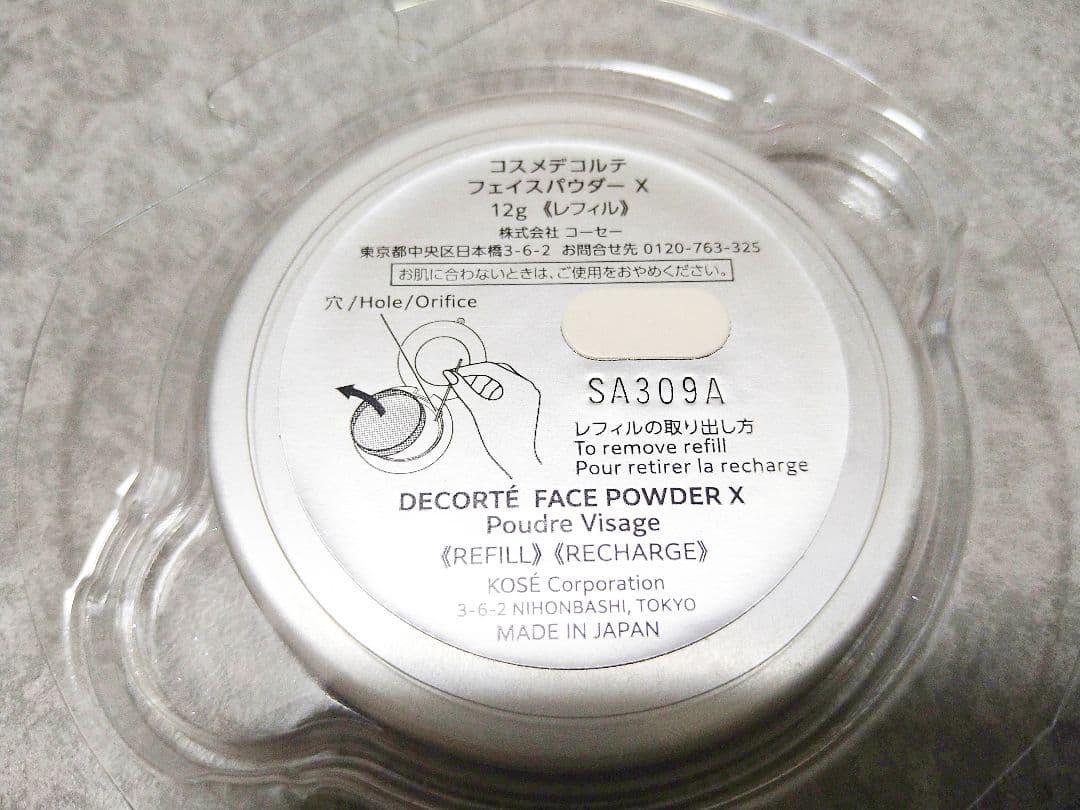 コスメデコルテ
フェイスパウダー X
12g 《レフィル》
株式会社 コーセー
東京都中央区日本橋3-6-2 お問合せ先 0120-763-325
お肌に合わないときは、ご使用をおやめください。
穴/Hole/Orifice
SA309A
レフィルの取り出し方
To remove refill
Pour retirer la recharge
DECORTÉ FACE POWDER X
Poudre Visage
《REFILL》《RECHARGE》
KOSÉ Corporation
3-6-2 NIHONBASHI, TOKYO
MADE IN JAPAN